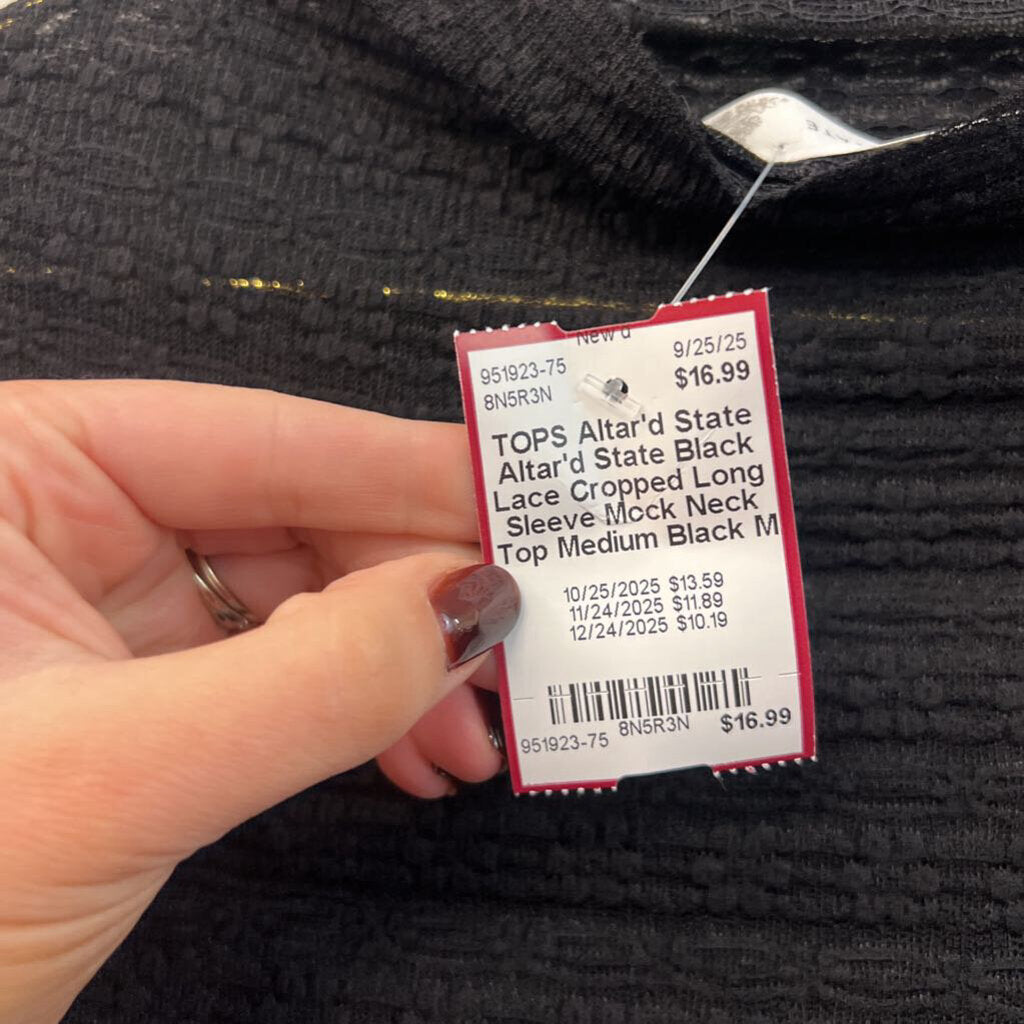 New
951923-75 9/25/25
8N5R3N $16.99
TOPS Altar'd State
Altar'd State Black
Lace Cropped Long
Sleeve Mock Neck
Top Medium Black M
10/25/2025 $13.59
11/24/2025 $11.89
12/24/2025 $10.19
951923-75 8N5R3N $16.99